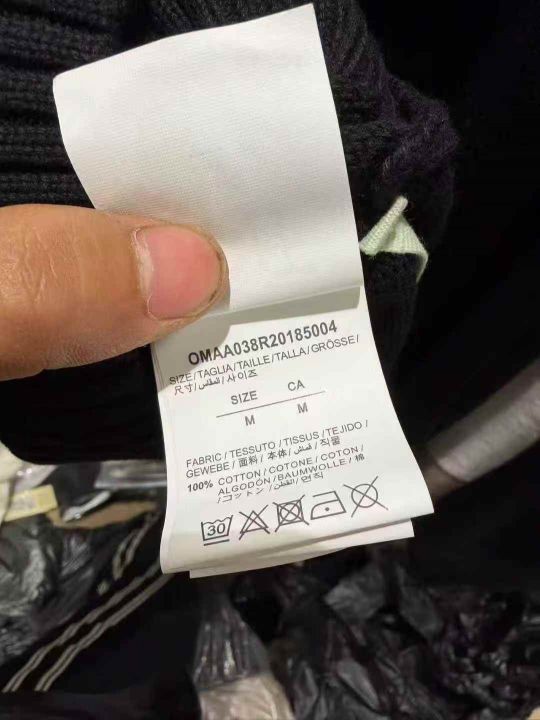 OMAA038R20185004
SIZE/TAGLIA/TAILLE/TALLA/GRÖSSE/
尺寸/المقاس/사이즈
SIZE CA
M M
FABRIC/TESSUTO/TISSUS/TEJIDO/
GEWEBE/面料/本体/قماش/직물
100% COTTON/COTONE/COTON/
ALGODÓN/BAUMWOLLE/棉
/コットン/القطن/면직
30